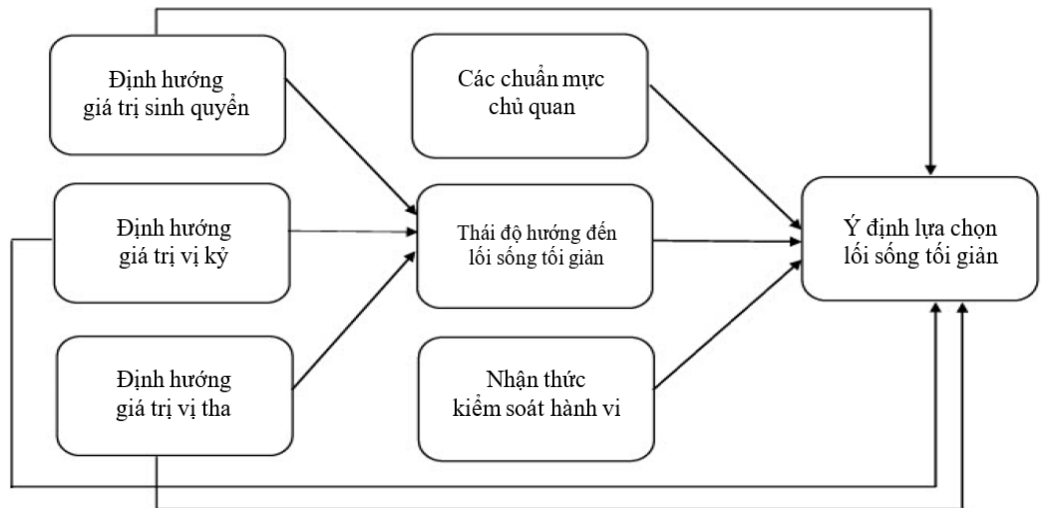 Định hướng
giá trị sinh quyển
Các chuẩn mực
chủ quan
Định hướng
giá trị vị kỷ
Thái độ hướng đến
lối sống tối giản
Ý định lựa chọn
lối sống tối giản
Định hướng
giá trị vị tha
Nhận thức
kiểm soát hành vi